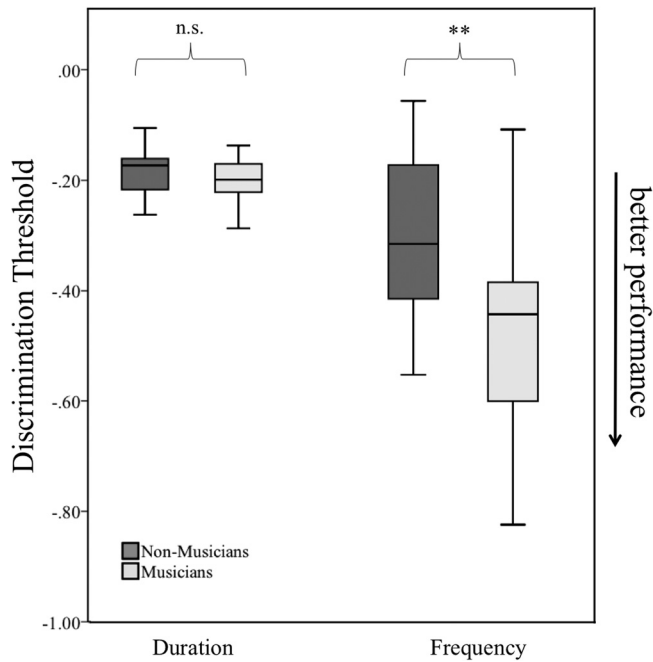 n.s.
**
.00
-.20
-.40
-.60
-.80
-1.00
Discrimination Threshold
better performance
Non-Musicians
Musicians
Duration
Frequency